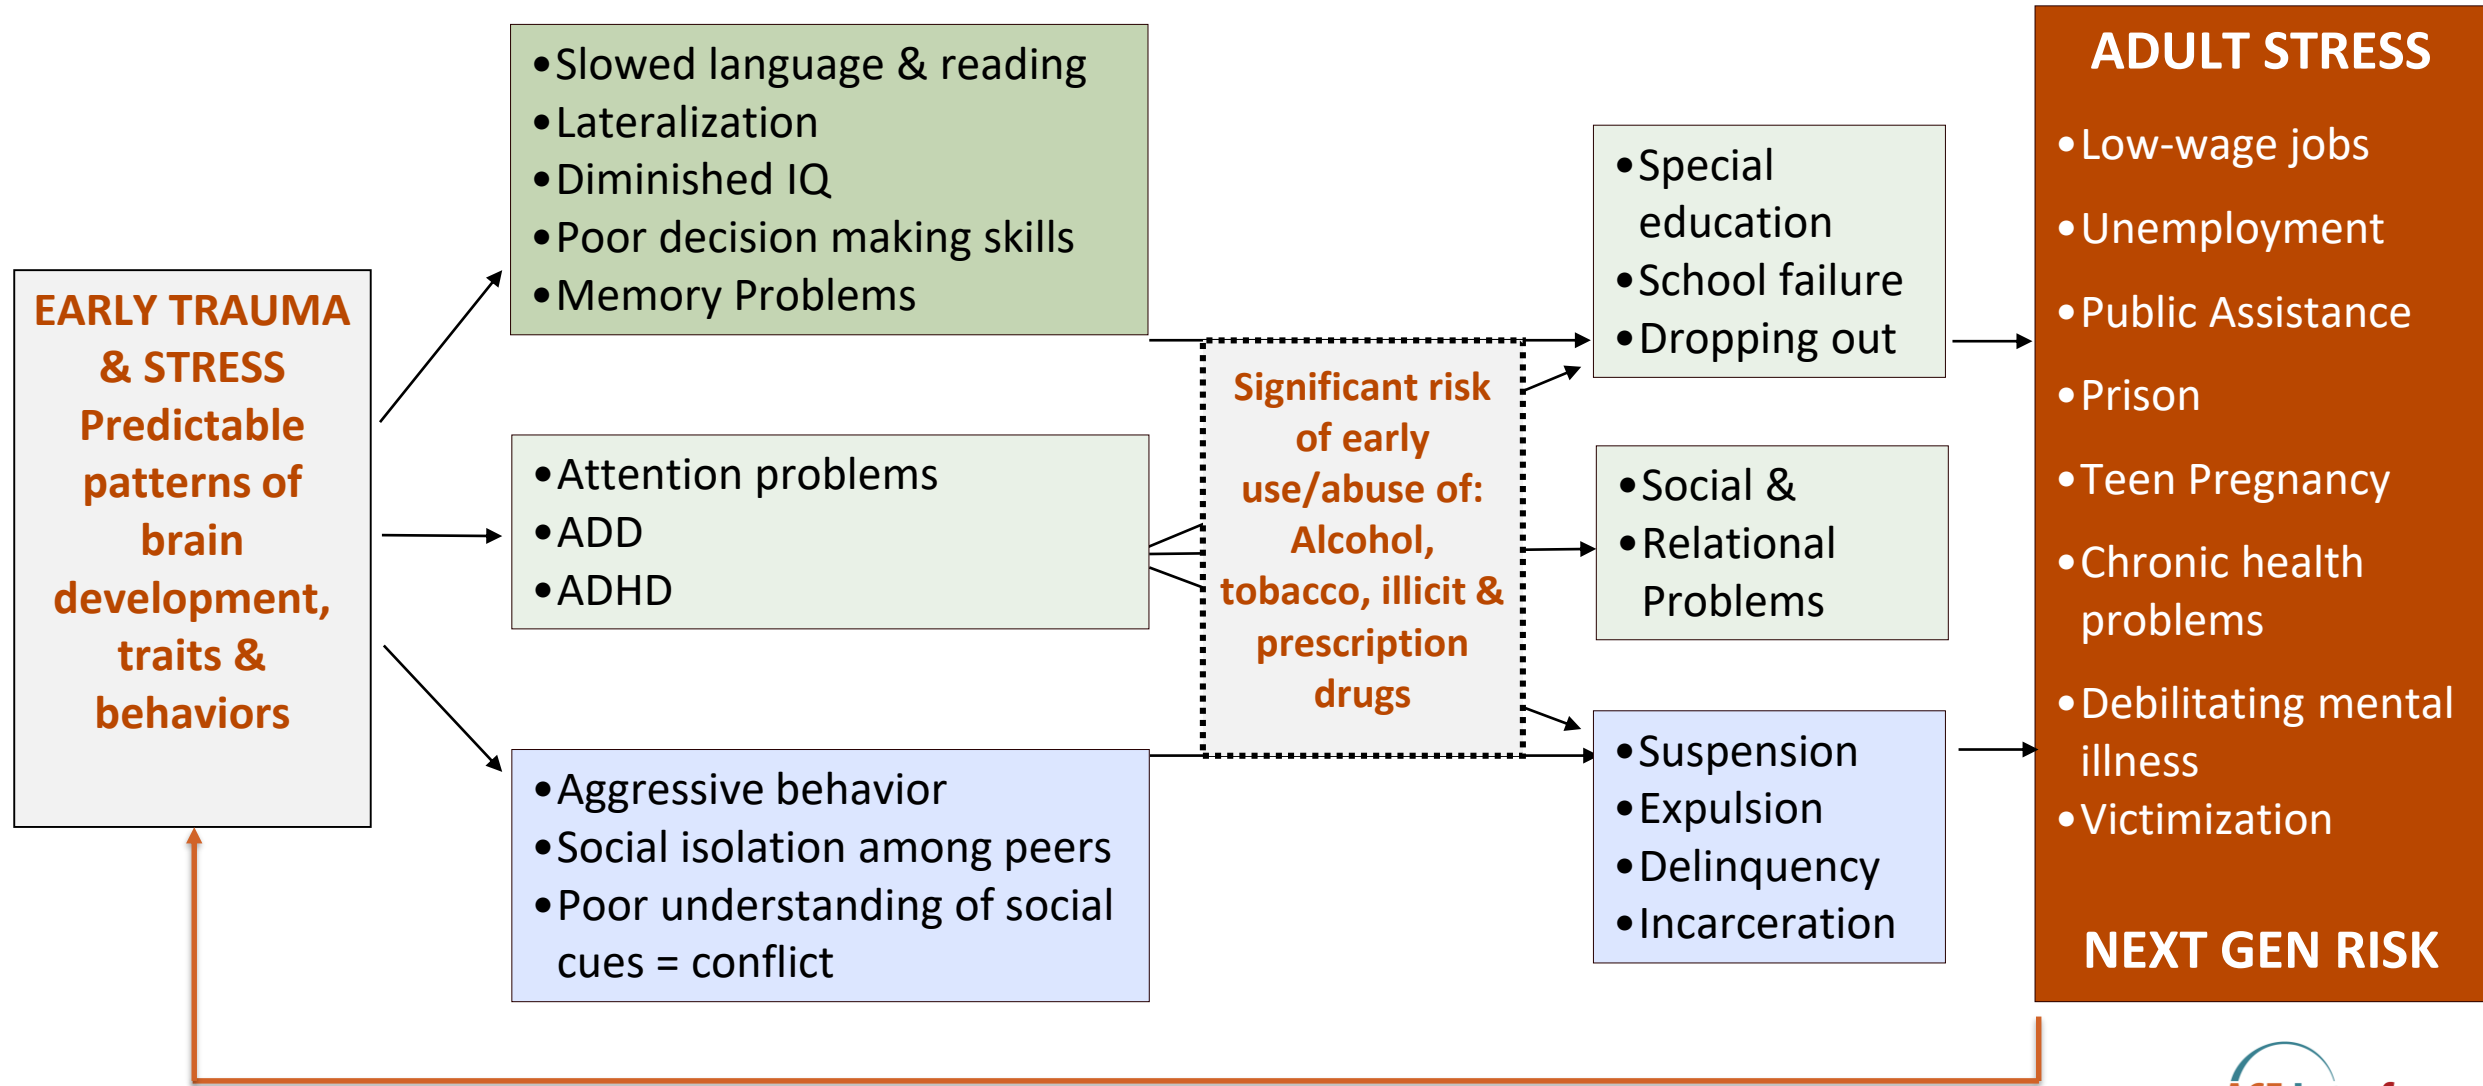 EARLY TRAUMA
& STRESS
Predictable
patterns of
brain
development,
traits &
behaviors
•Slowed language & reading
•Lateralization
•Diminished IQ
•Poor decision making skills
•Memory Problems
•Attention problems
•ADD
•ADHD
•Aggressive behavior
•Social isolation among peers
•Poor understanding of social
cues = conflict
Significant risk
of early
use/abuse of:
Alcohol,
tobacco, illicit &
prescription
drugs
•Special
education
•School failure
•Dropping out
•Social &
•Relational
Problems
•Suspension
•Expulsion
•Delinquency
•Incarceration
ADULT STRESS
•Low-wage jobs
•Unemployment
•Public Assistance
•Prison
•Teen Pregnancy
•Chronic health
problems
•Debilitating mental
illness
•Victimization
NEXT GEN RISK